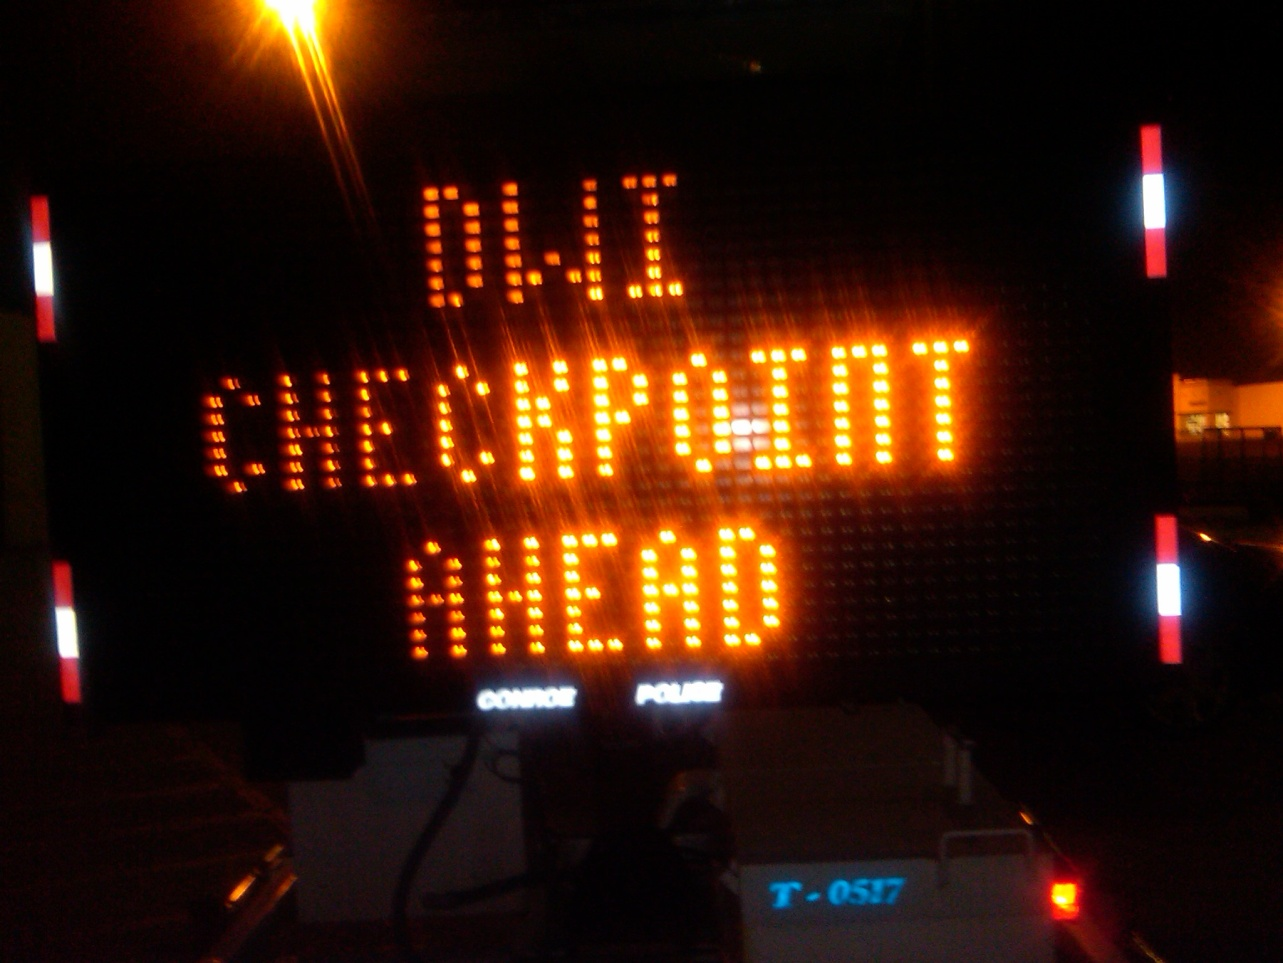 DWI
CHECKPOINT
AHEAD
CONROE POLICE
T-0517